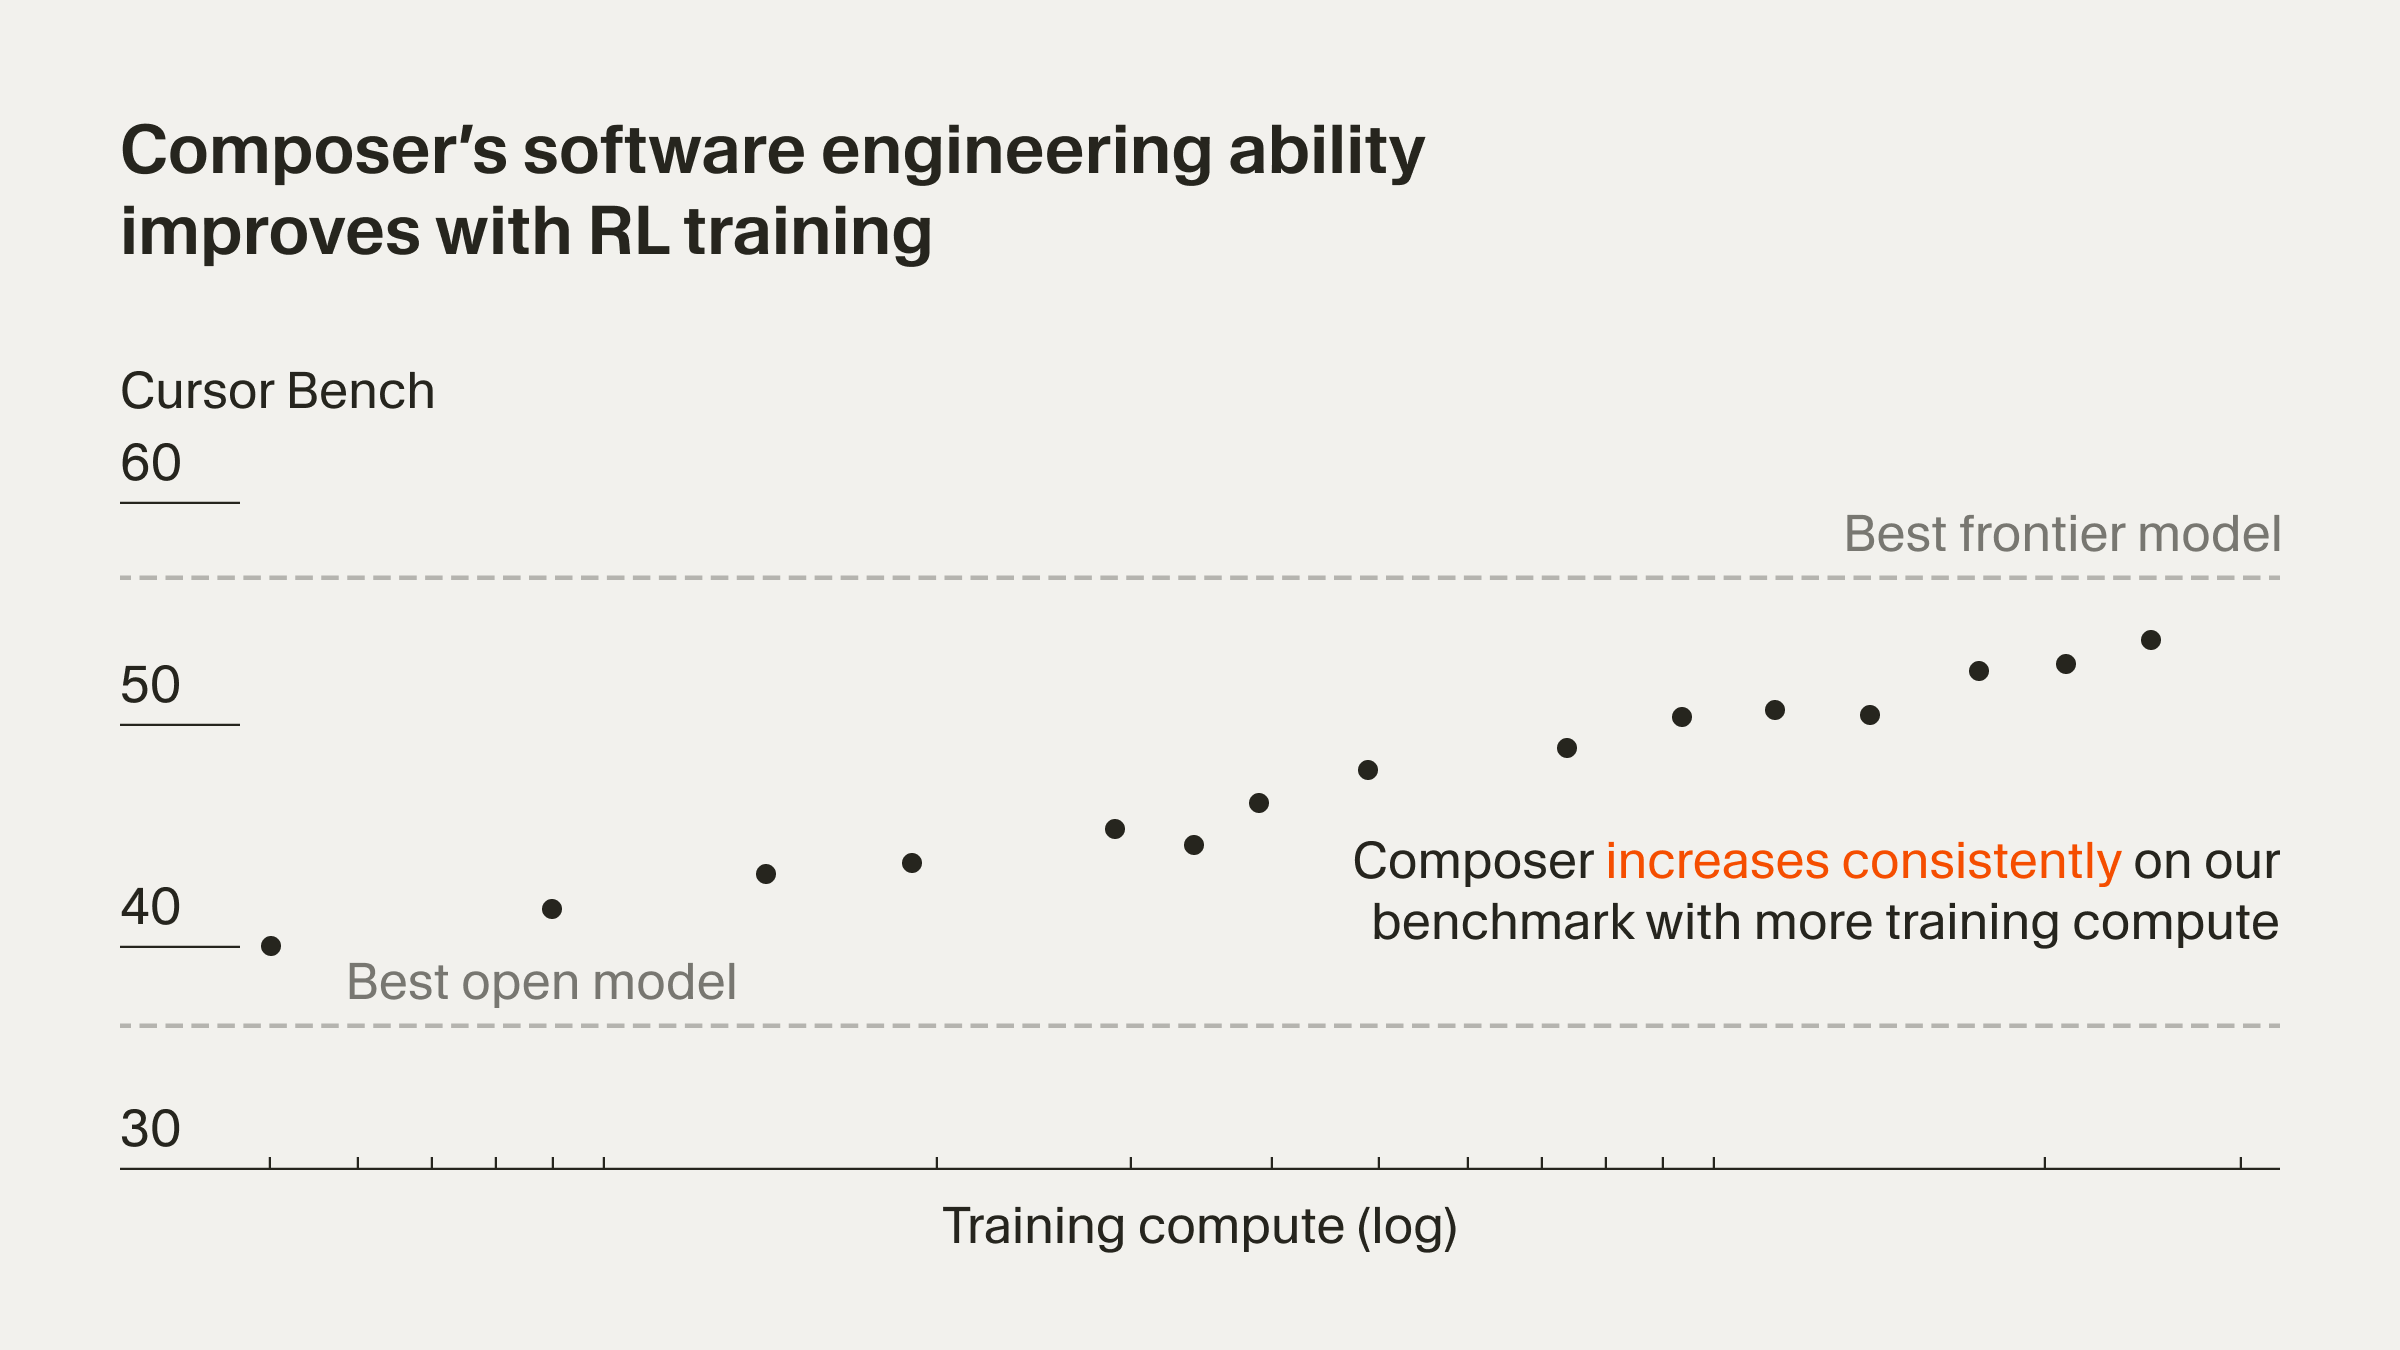 Composer’s software engineering ability
improves with RL training
Cursor Bench
60
Best frontier model
50
Composer increases consistently on our
benchmark with more training compute
40
Best open model
30
Training compute (log)